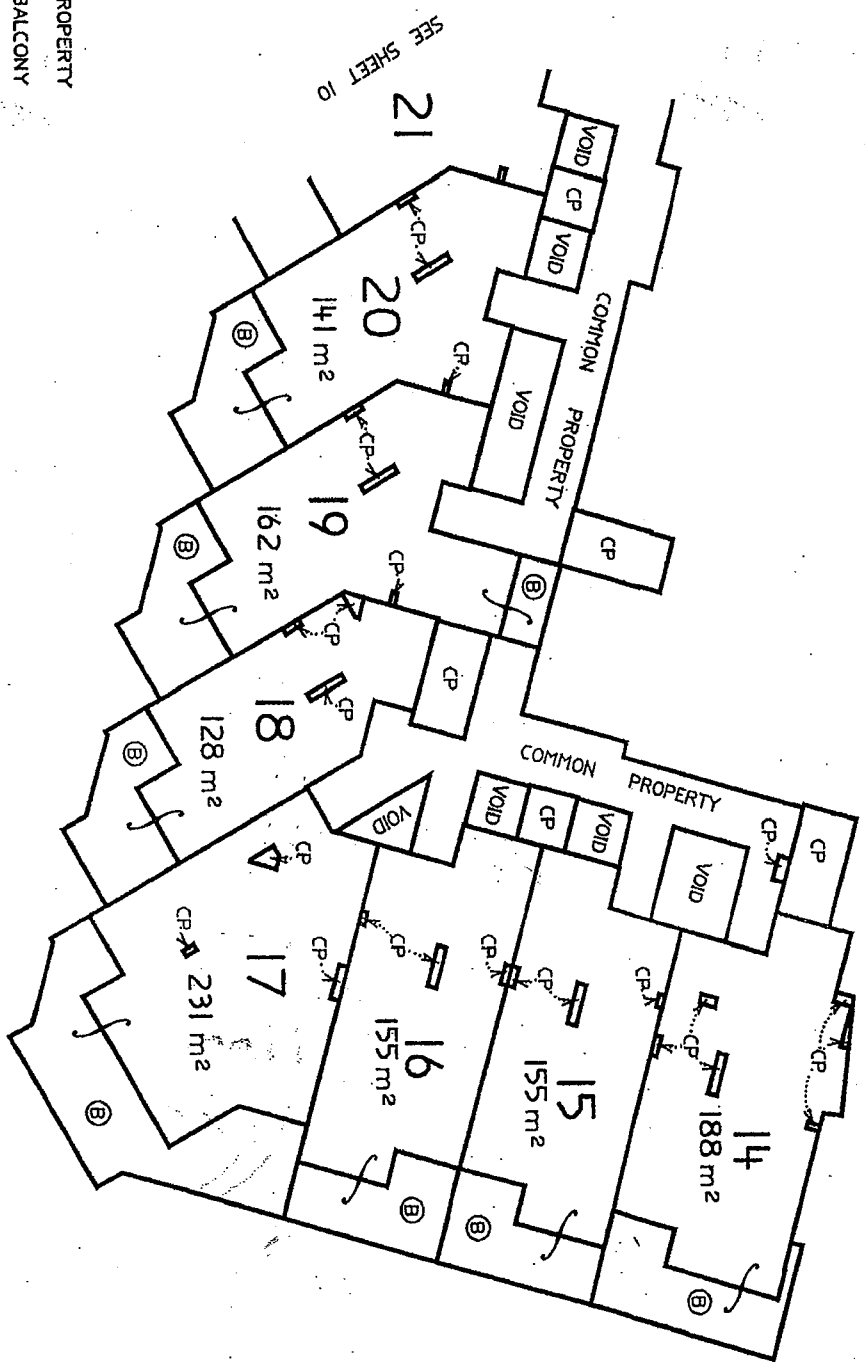 ROPERTY
BALCONY
SEE SHEET 10
21
VOID
CP
VOID
COMMON PROPERTY
CP
20
141 m²
B
CP
VOID
CP
CP
19
162 m²
B
CP
B
CP
CP
CP
18
128 m²
B
COMMON PROPERTY
VOID
VOID
CP
VOID
VOID
CP
CP
CP
CP
17
231 m²
B
CP
CP
16
155 m²
B
CP
CP
15
155 m²
B
CP
CP
CP
14
188 m²
B